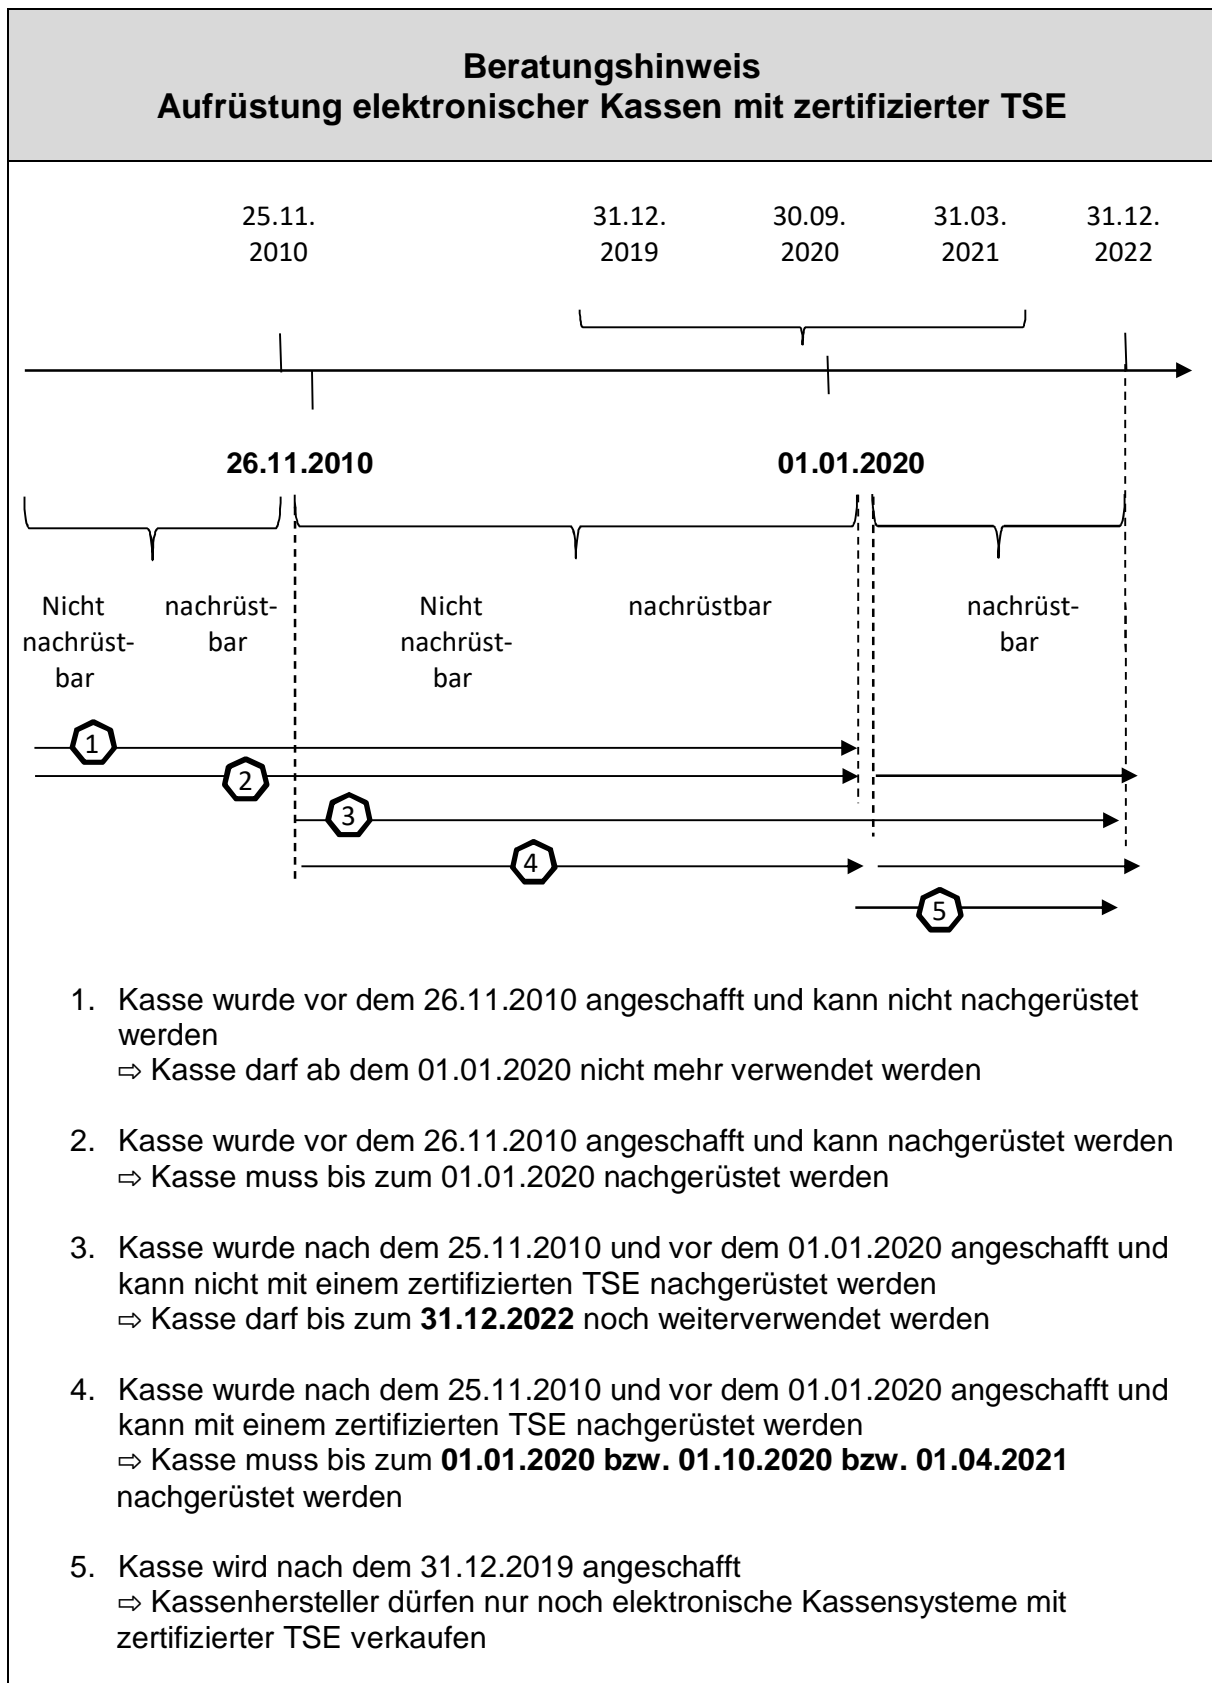 Beratungshinweis
Aufrüstung elektronischer Kassen mit zertifizierter TSE
25.11. 31.12. 30.09. 31.03. 31.12.
2010 2019 2020 2021 2022
26.11.2010 01.01.2020
Nicht nachrüst- Nicht nachrüstbar nachrüst-
nachrüst- bar nachrüst- bar
bar bar
1
2
3
4
5
1. Kasse wurde vor dem 26.11.2010 angeschafft und kann nicht nachgerüstet
werden
⇨ Kasse darf ab dem 01.01.2020 nicht mehr verwendet werden
2. Kasse wurde vor dem 26.11.2010 angeschafft und kann nachgerüstet werden
⇨ Kasse muss bis zum 01.01.2020 nachgerüstet werden
3. Kasse wurde nach dem 25.11.2010 und vor dem 01.01.2020 angeschafft und
kann nicht mit einem zertifizierten TSE nachgerüstet werden
⇨ Kasse darf bis zum 31.12.2022 noch weiterverwendet werden
4. Kasse wurde nach dem 25.11.2010 und vor dem 01.01.2020 angeschafft und
kann mit einem zertifizierten TSE nachgerüstet werden
⇨ Kasse muss bis zum 01.01.2020 bzw. 01.10.2020 bzw. 01.04.2021
nachgerüstet werden
5. Kasse wird nach dem 31.12.2019 angeschafft
⇨ Kassenhersteller dürfen nur noch elektronische Kassensysteme mit
zertifizierter TSE verkaufen